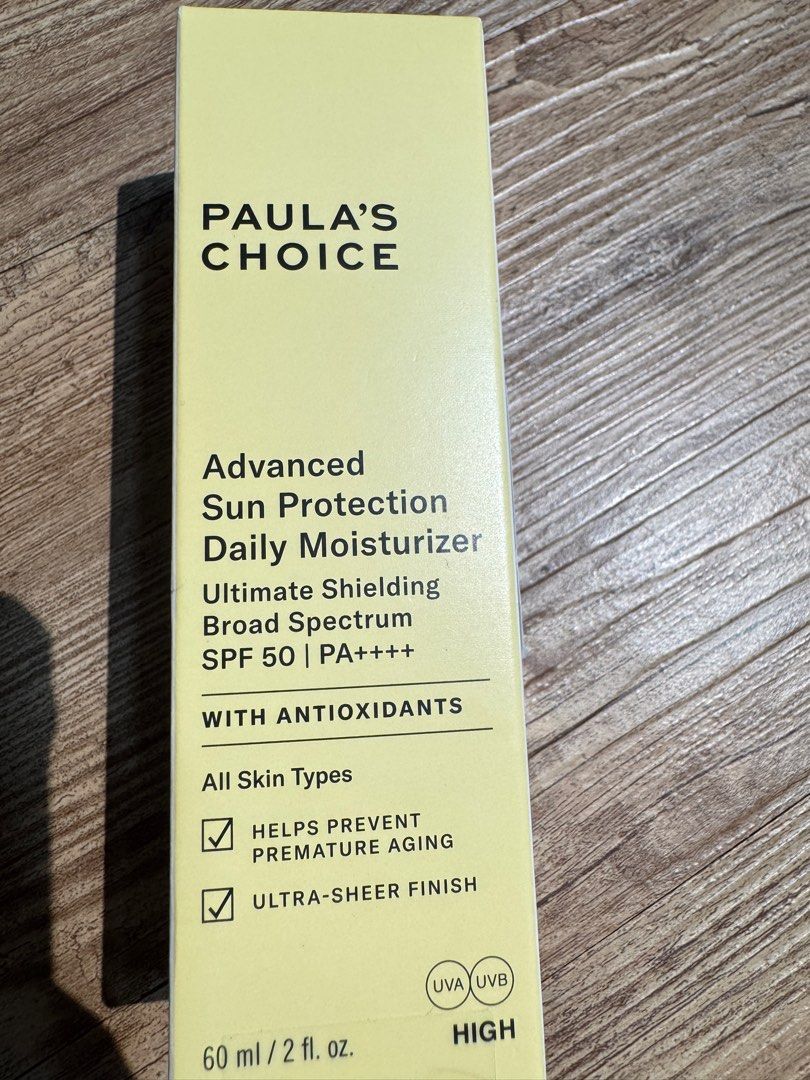 PAULA'S
CHOICE
Advanced
Sun Protection
Daily Moisturizer
Ultimate Shielding
Broad Spectrum
SPF 50 | PA++++
WITH ANTIOXIDANTS
All Skin Types
HELPS PREVENT
PREMATURE AGING
ULTRA-SHEER FINISH
UVA UVB
HIGH
60 ml / 2 fl. oz.